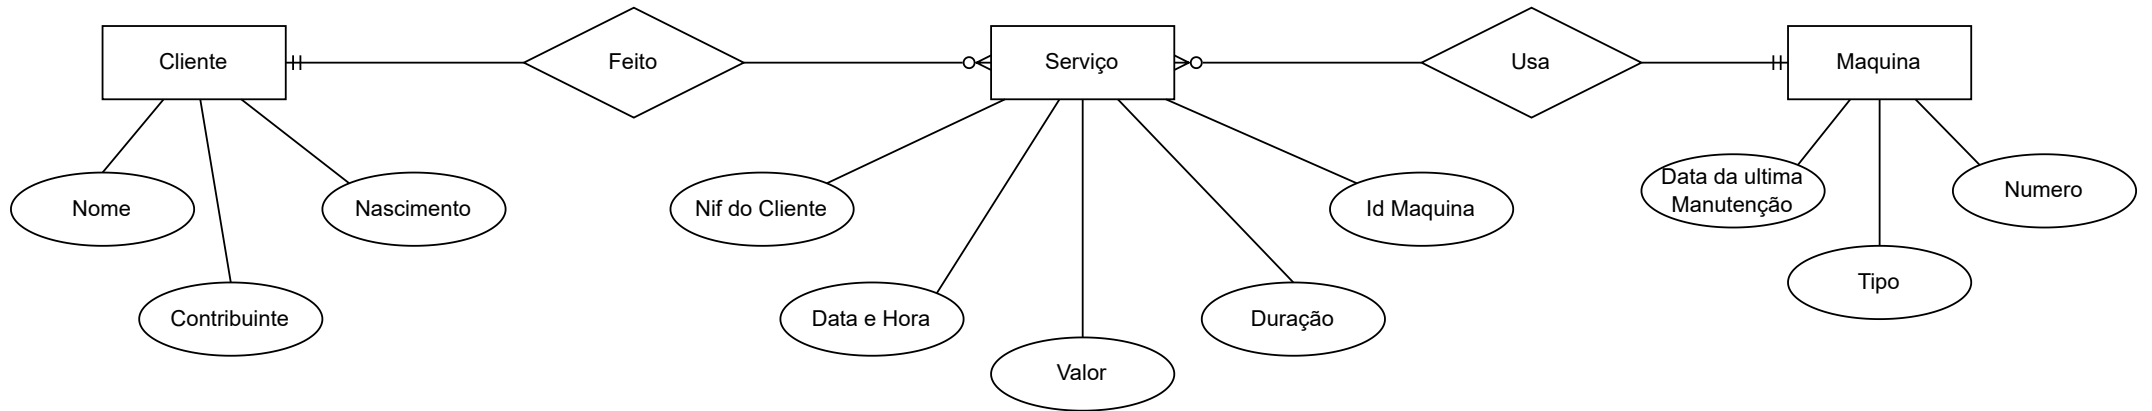 Cliente
Feito
Serviço
Usa
Maquina
Nome
Nascimento
Nif do Cliente
Id Maquina
Data da ultima
Manutenção
Numero
Contribuinte
Data e Hora
Duração
Tipo
Valor